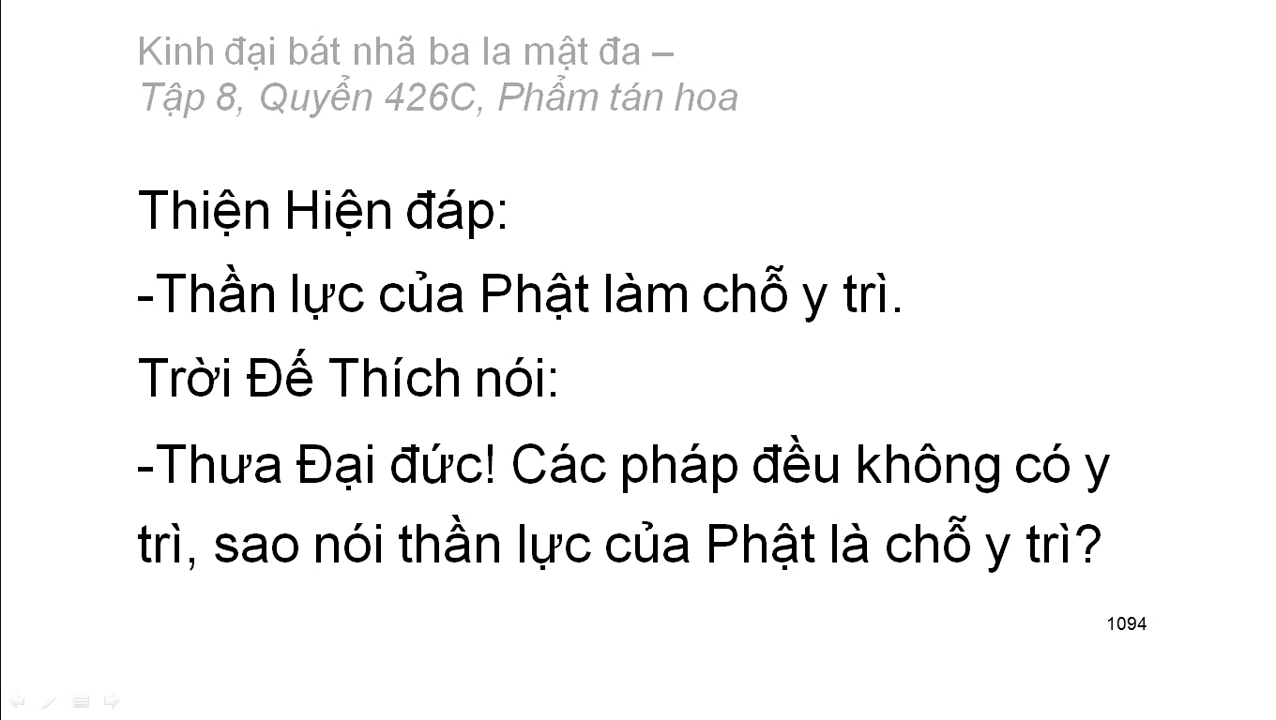 Kinh đại bát nhã ba la mật đa –
Tập 8, Quyển 426C, Phẩm tán hoa
Thiện Hiện đáp:
-Thần lực của Phật làm chỗ y trì.
Trời Đế Thích nói:
-Thưa Đại đức! Các pháp đều không có y
trì, sao nói thần lực của Phật là chỗ y trì?
1094